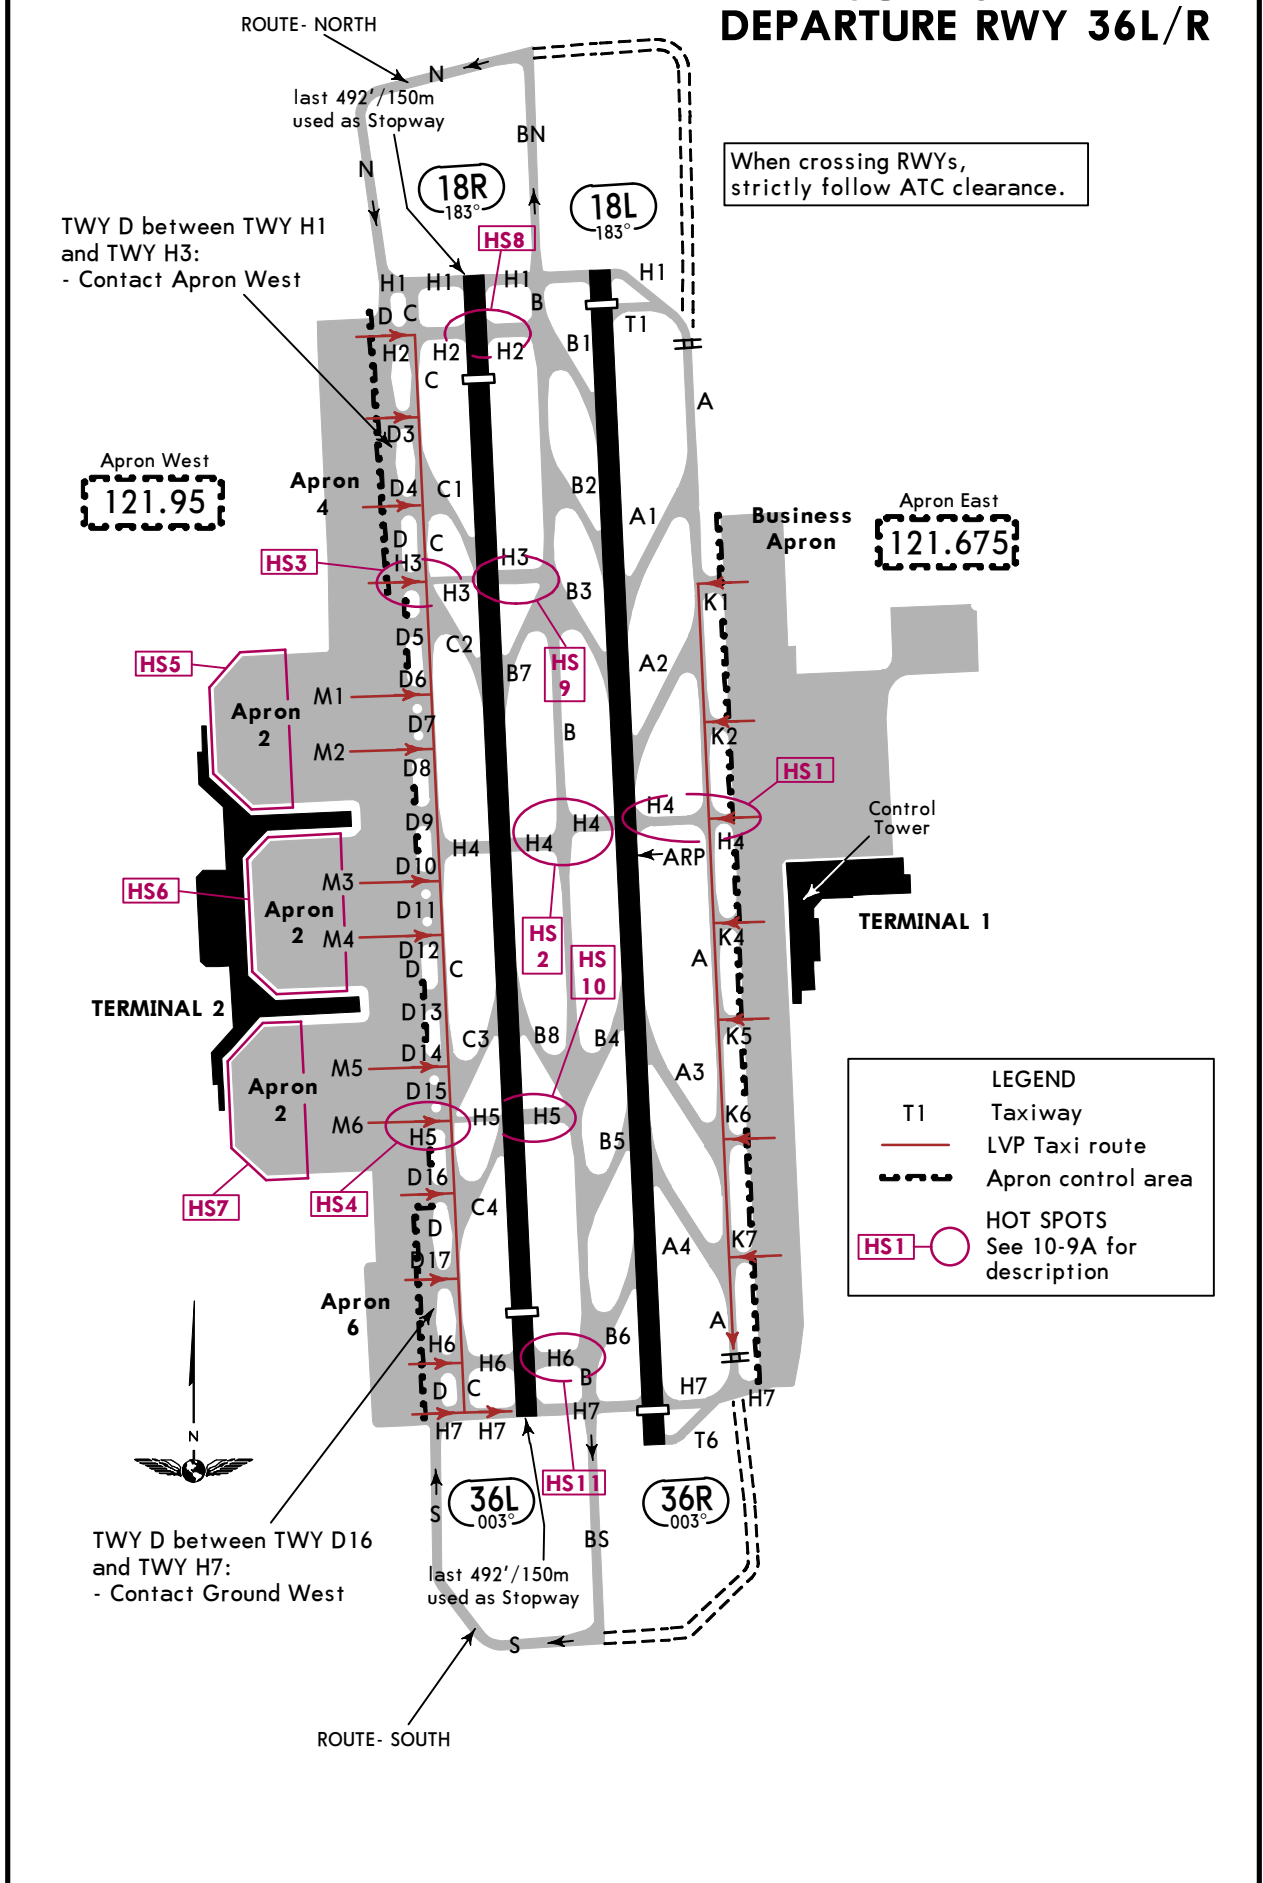 DEPARTURE RWY 36L/R
ROUTE- NORTH
N
last 492'/150m
used as Stopway
BN
When crossing RWYs,
strictly follow ATC clearance.
N
18R
183°
18L
183°
TWY D between TWY H1
and TWY H3:
- Contact Apron West
HS8
H1
H1
H1
H1
B
D
C
T1
H2
H2
H2
B1
C
A
D3
Apron West
121.95
Apron
4
D4
C1
B2
A1
Business
Apron
Apron East
121.675
D
C
HS3
H3
H3
H3
B3
K1
D5
C2
HS
9
A2
HS5
D6
B7
M1
Apron
2
D7
B
K2
M2
D8
HS1
H4
Control
Tower
D9
H4
H4
H4
H4
ARP
D10
HS6
M3
Apron
2
D11
TERMINAL 1
M4
D12
HS
2
K4
D
C
HS
10
A
TERMINAL 2
D13
C3
B8
B4
K5
D14
M5
A3
LEGEND
Apron
2
D15
T1
Taxiway
M6
H5
H5
H5
K6
B5
LVP Taxi route
D16
Apron control area
HS7
HS4
C4
D
K7
A4
HS1
HOT SPOTS
See 10-9A for
description
D17
Apron
6
A
H6
H6
H6
B6
D
C
B
H7
H7
H7
H7
H7
T6
N
HS11
36L
003°
36R
003°
S
BS
TWY D between TWY D16
and TWY H7:
- Contact Ground West
last 492'/150m
used as Stopway
S
ROUTE- SOUTH